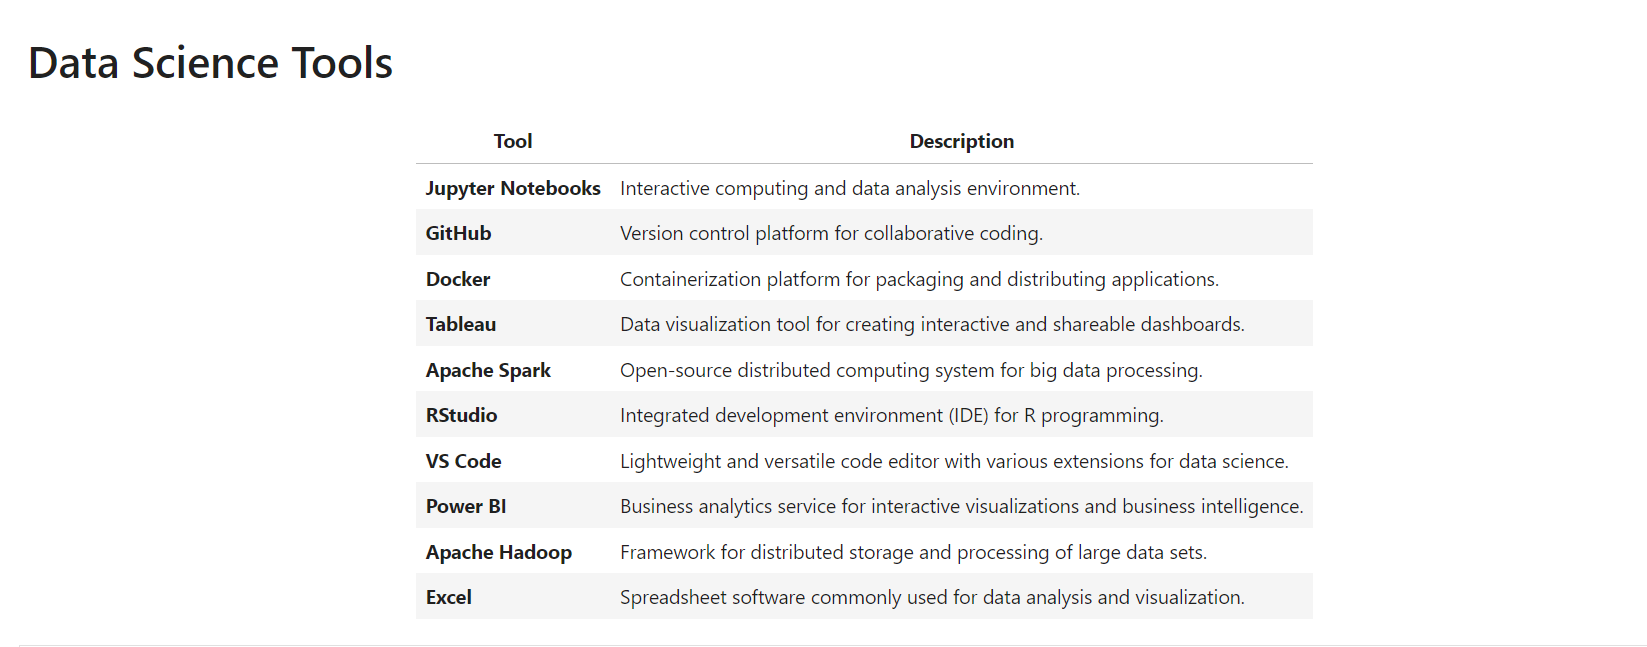 Data Science Tools
Tool Description
Jupyter Notebooks Interactive computing and data analysis environment.
GitHub Version control platform for collaborative coding.
Docker Containerization platform for packaging and distributing applications.
Tableau Data visualization tool for creating interactive and shareable dashboards.
Apache Spark Open-source distributed computing system for big data processing.
RStudio Integrated development environment (IDE) for R programming.
VS Code Lightweight and versatile code editor with various extensions for data science.
Power BI Business analytics service for interactive visualizations and business intelligence.
Apache Hadoop Framework for distributed storage and processing of large data sets.
Excel Spreadsheet software commonly used for data analysis and visualization.